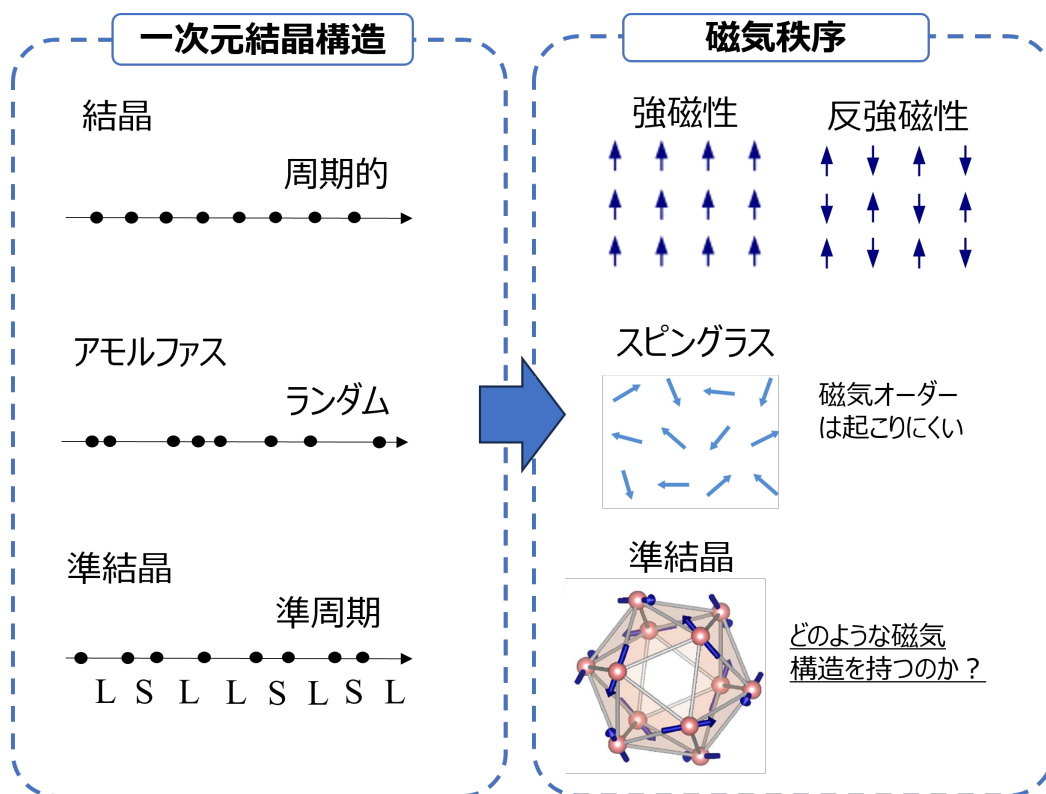 一次元結晶構造
結晶
周期的
アモルファス
ランダム
準結晶
準周期
L S L L S L S L
磁気秩序
強磁性
反強磁性
スピングラス
磁気オーダー
は起こりにくい
準結晶
どのような磁気
構造を持つのか？